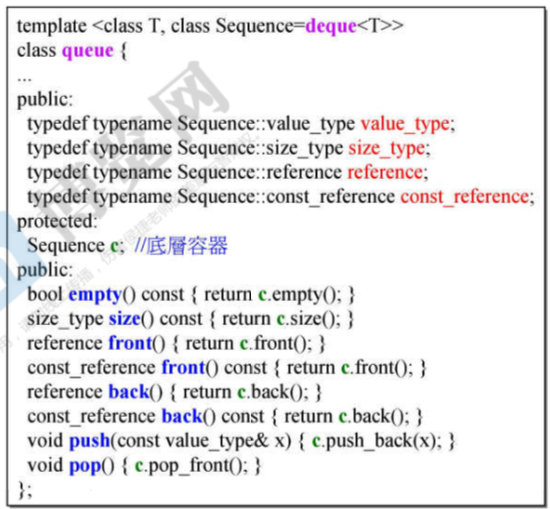 template <class T, class Sequence=deque<T>>
class queue {
...
public:
typedef typename Sequence::value_type value_type;
typedef typename Sequence::size_type size_type;
typedef typename Sequence::reference reference;
typedef typename Sequence::const_reference const_reference;
protected:
Sequence c; //底層容器
public:
bool empty() const { return c.empty(); }
size_type size() const { return c.size(); }
reference front() { return c.front(); }
const_reference front() const { return c.front(); }
reference back() { return c.back(); }
const_reference back() const { return c.back(); }
void push(const value_type& x) { c.push_back(x); }
void pop() { c.pop_front(); }
};
博览网